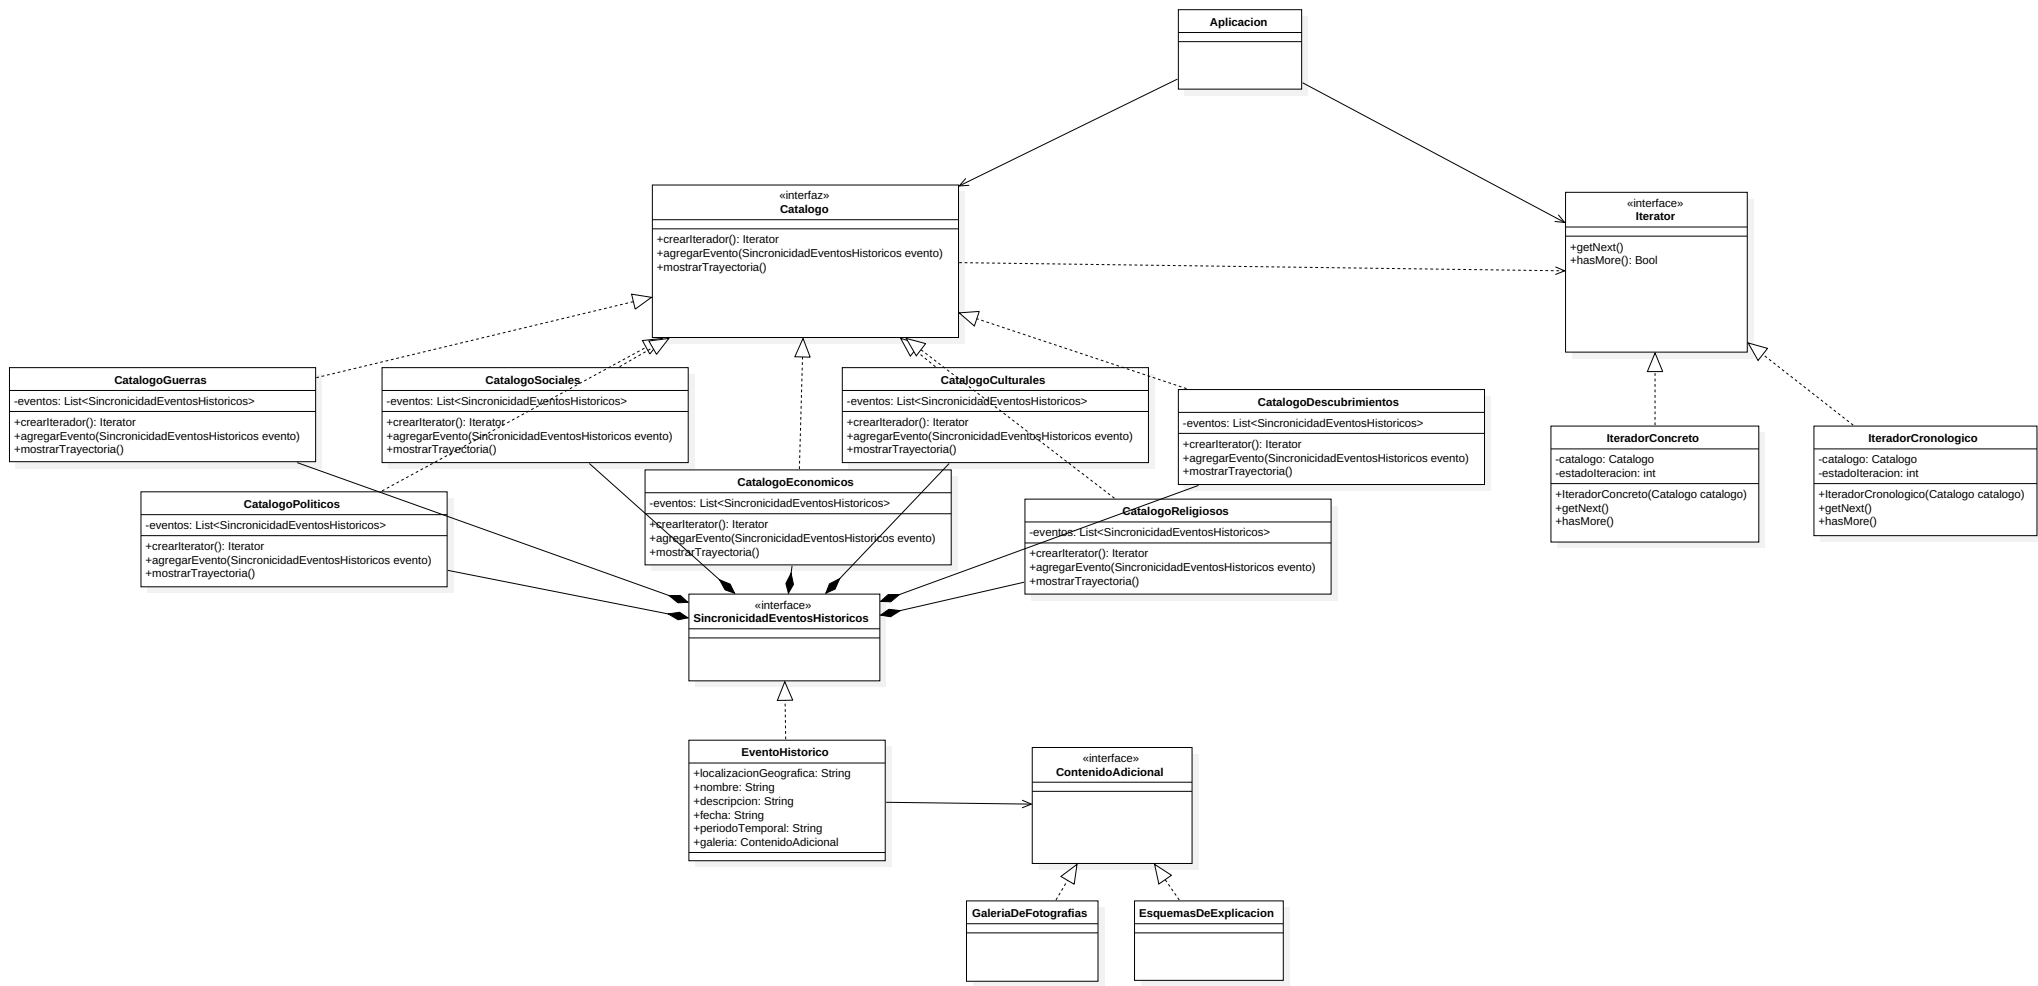 Aplicacion
«interfaz»
Catalogo
+crearIterador(): Iterator
+agregarEvento(SincronicidadEventosHistoricos evento)
+mostrarTrayectoria()
«interface»
Iterator
+getNext()
+hasMore(): Bool
CatalogoGuerras
-eventos: List<SincronicidadEventosHistoricos>
+crearIterador(): Iterator
+agregarEvento(SincronicidadEventosHistoricos evento)
+mostrarTrayectoria()
CatalogoSociales
-eventos: List<SincronicidadEventosHistoricos>
+crearIterator(): Iterator
+agregarEvento(SincronicidadEventosHistoricos evento)
+mostrarTrayectoria()
CatalogoCulturales
-eventos: List<SincronicidadEventosHistoricos>
+crearIterador(): Iterator
+agregarEvento(SincronicidadEventosHistoricos evento)
+mostrarTrayectoria()
CatalogoDescubrimientos
-eventos: List<SincronicidadEventosHistoricos>
+crearIterator(): Iterator
+agregarEvento(SincronicidadEventosHistoricos evento)
+mostrarTrayectoria()
IteradorConcreto
-catalogo: Catalogo
-estadoIteracion: int
+IteradorConcreto(Catalogo catalogo)
+getNext()
+hasMore()
IteradorCronologico
-catalogo: Catalogo
-estadoIteracion: int
+IteradorCronologico(Catalogo catalogo)
+getNext()
+hasMore()
CatalogoPoliticos
-eventos: List<SincronicidadEventosHistoricos>
+crearIterator(): Iterator
+agregarEvento(SincronicidadEventosHistoricos evento)
+mostrarTrayectoria()
CatalogoEconomicos
-eventos: List<SincronicidadEventosHistoricos>
+crearIterator(): Iterator
+agregarEvento(SincronicidadEventosHistoricos evento)
+mostrarTrayectoria()
CatalogoReligiosos
-eventos: List<SincronicidadEventosHistoricos>
+crearIterator(): Iterator
+agregarEvento(SincronicidadEventosHistoricos evento)
+mostrarTrayectoria()
«interface»
SincronicidadEventosHistoricos
EventoHistorico
+localizacionGeografica: String
+nombre: String
+descripcion: String
+fecha: String
+periodoTemporal: String
+galeria: ContenidoAdicional
«interface»
ContenidoAdicional
GaleriaDeFotografias
EsquemasDeExplicacion